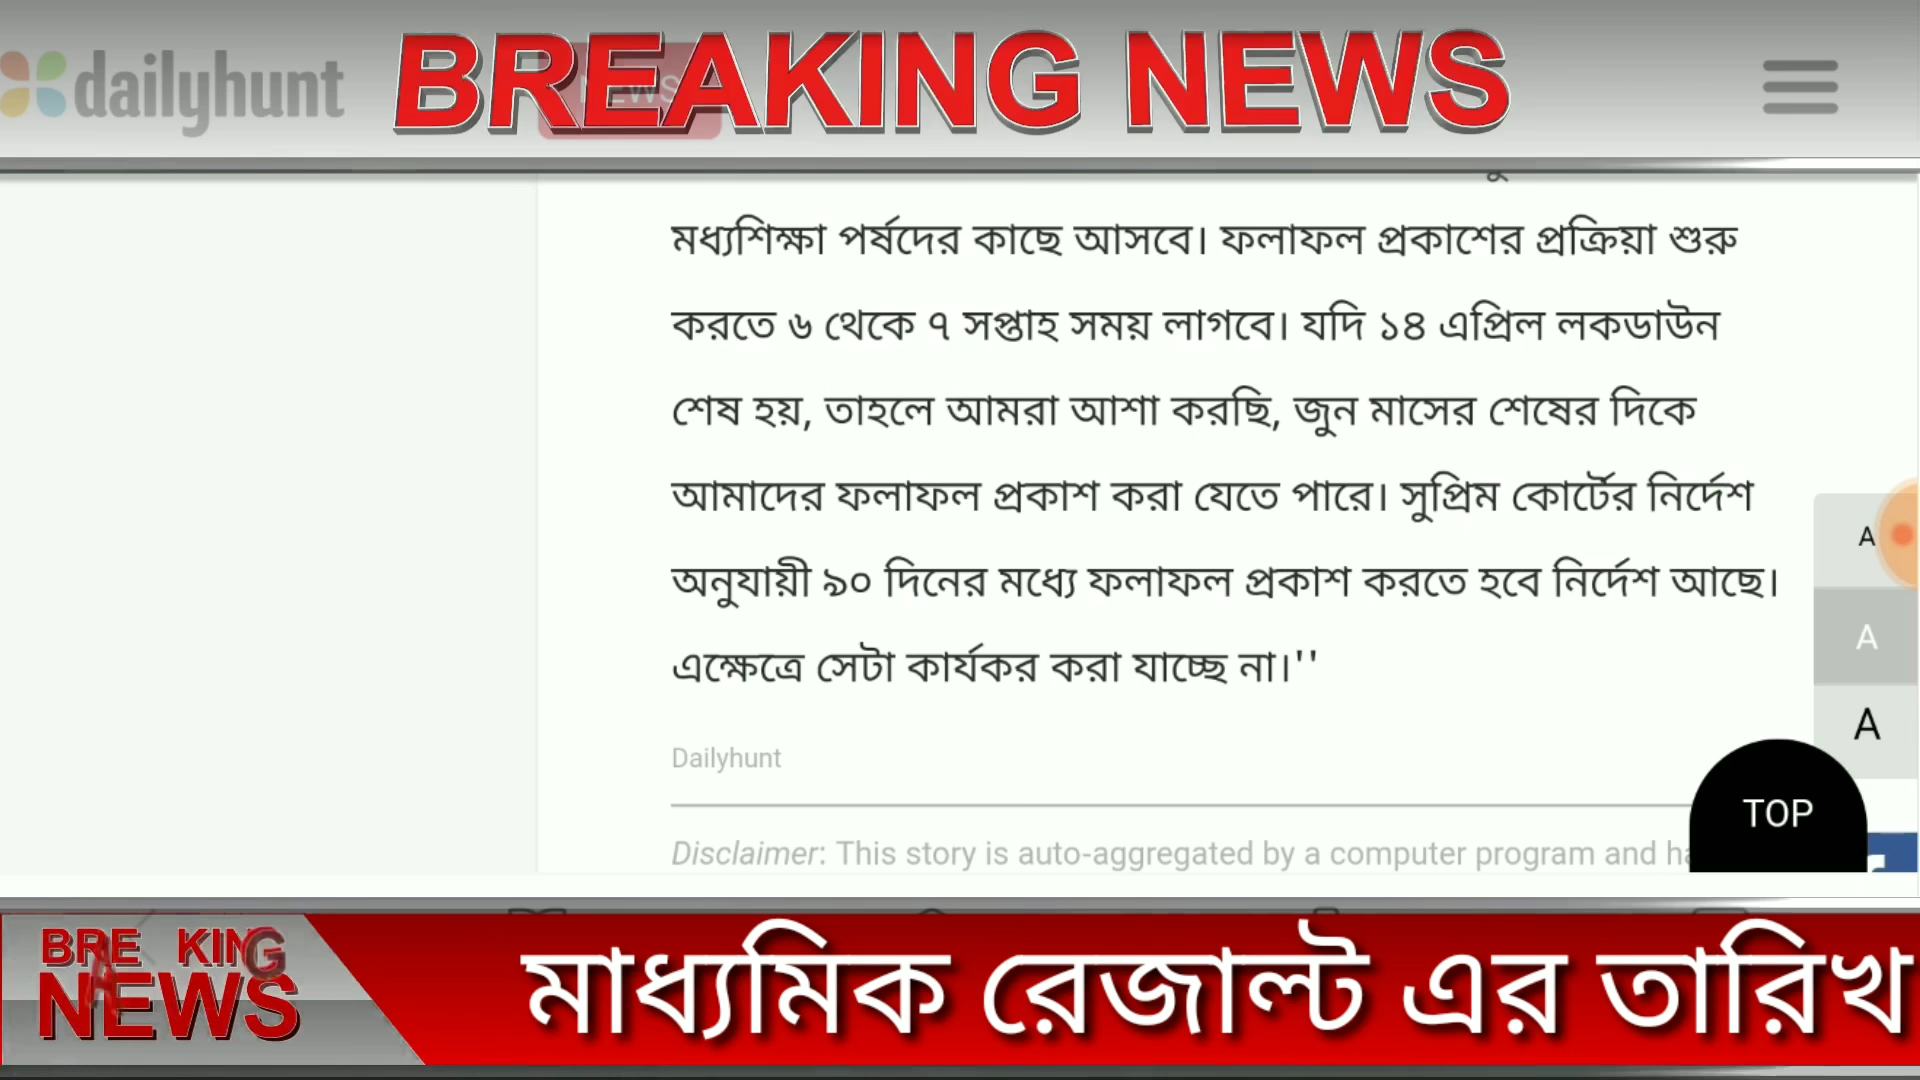 dailyhunt
NEWS
BREAKING NEWS
মধ্যশিক্ষা পর্ষদের কাছে আসবে। ফলাফল প্রকাশের প্রক্রিয়া শুরু
করতে ৬ থেকে ৭ সপ্তাহ সময় লাগবে। যদি ১৪ এপ্রিল লকডাউন
শেষ হয়, তাহলে আমরা আশা করছি, জুন মাসের শেষের দিকে
আমাদের ফলাফল প্রকাশ করা যেতে পারে। সুপ্রিম কোর্টের নির্দেশ
অনুযায়ী ৯০ দিনের মধ্যে ফলাফল প্রকাশ করতে হবে নির্দেশ আছে।
এক্ষেত্রে সেটা কার্যকর করা যাচ্ছে না।''
A
A
A
Dailyhunt
TOP
Disclaimer: This story is auto-aggregated by a computer program and
BREAKING
NEWS
মাধ্যমিক রেজাল্ট এর তারিখ